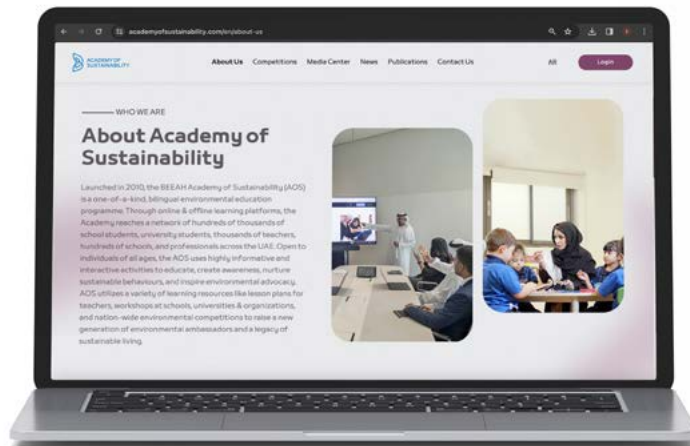 academyofsustainability.com/en/about-us
ACADEMY OF
SUSTAINABILITY
About Us Competitions Media Center News Publications Contact Us
AR
Login
WHO WE ARE
About Academy of
Sustainability
Launched in 2010, the BEEAH Academy of Sustainability (AOS)
is a one-of-a-kind, bilingual environmental education
programme. Through online & offline learning platforms, the
Academy reaches a network of hundreds of thousands of
school students, university students, thousands of teachers,
hundreds of schools, and professionals across the UAE. Open to
individuals of all ages, the AOS uses highly informative and
interactive activities to educate, create awareness, nurture
sustainable behaviours, and inspire environmental advocacy.
AOS utilizes a variety of learning resources like lesson plans for
teachers, workshops at schools, universities & organizations,
and nation-wide environmental competitions to raise a new
generation of environmental ambassadors and a legacy of
sustainable living.